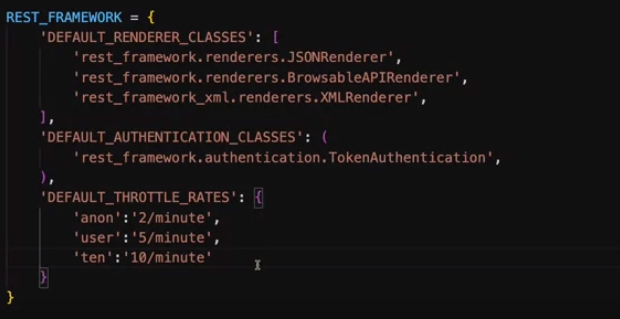 REST_FRAMEWORK = {
    'DEFAULT_RENDERER_CLASSES': [
        'rest_framework.renderers.JSONRenderer',
        'rest_framework.renderers.BrowsableAPIRenderer',
        'rest_framework_xml.renderers.XMLRenderer',
    ],
    'DEFAULT_AUTHENTICATION_CLASSES': (
        'rest_framework.authentication.TokenAuthentication',
    ),
    'DEFAULT_THROTTLE_RATES': {
        'anon':'2/minute',
        'user':'5/minute',
        'ten':'10/minute'
    }
}